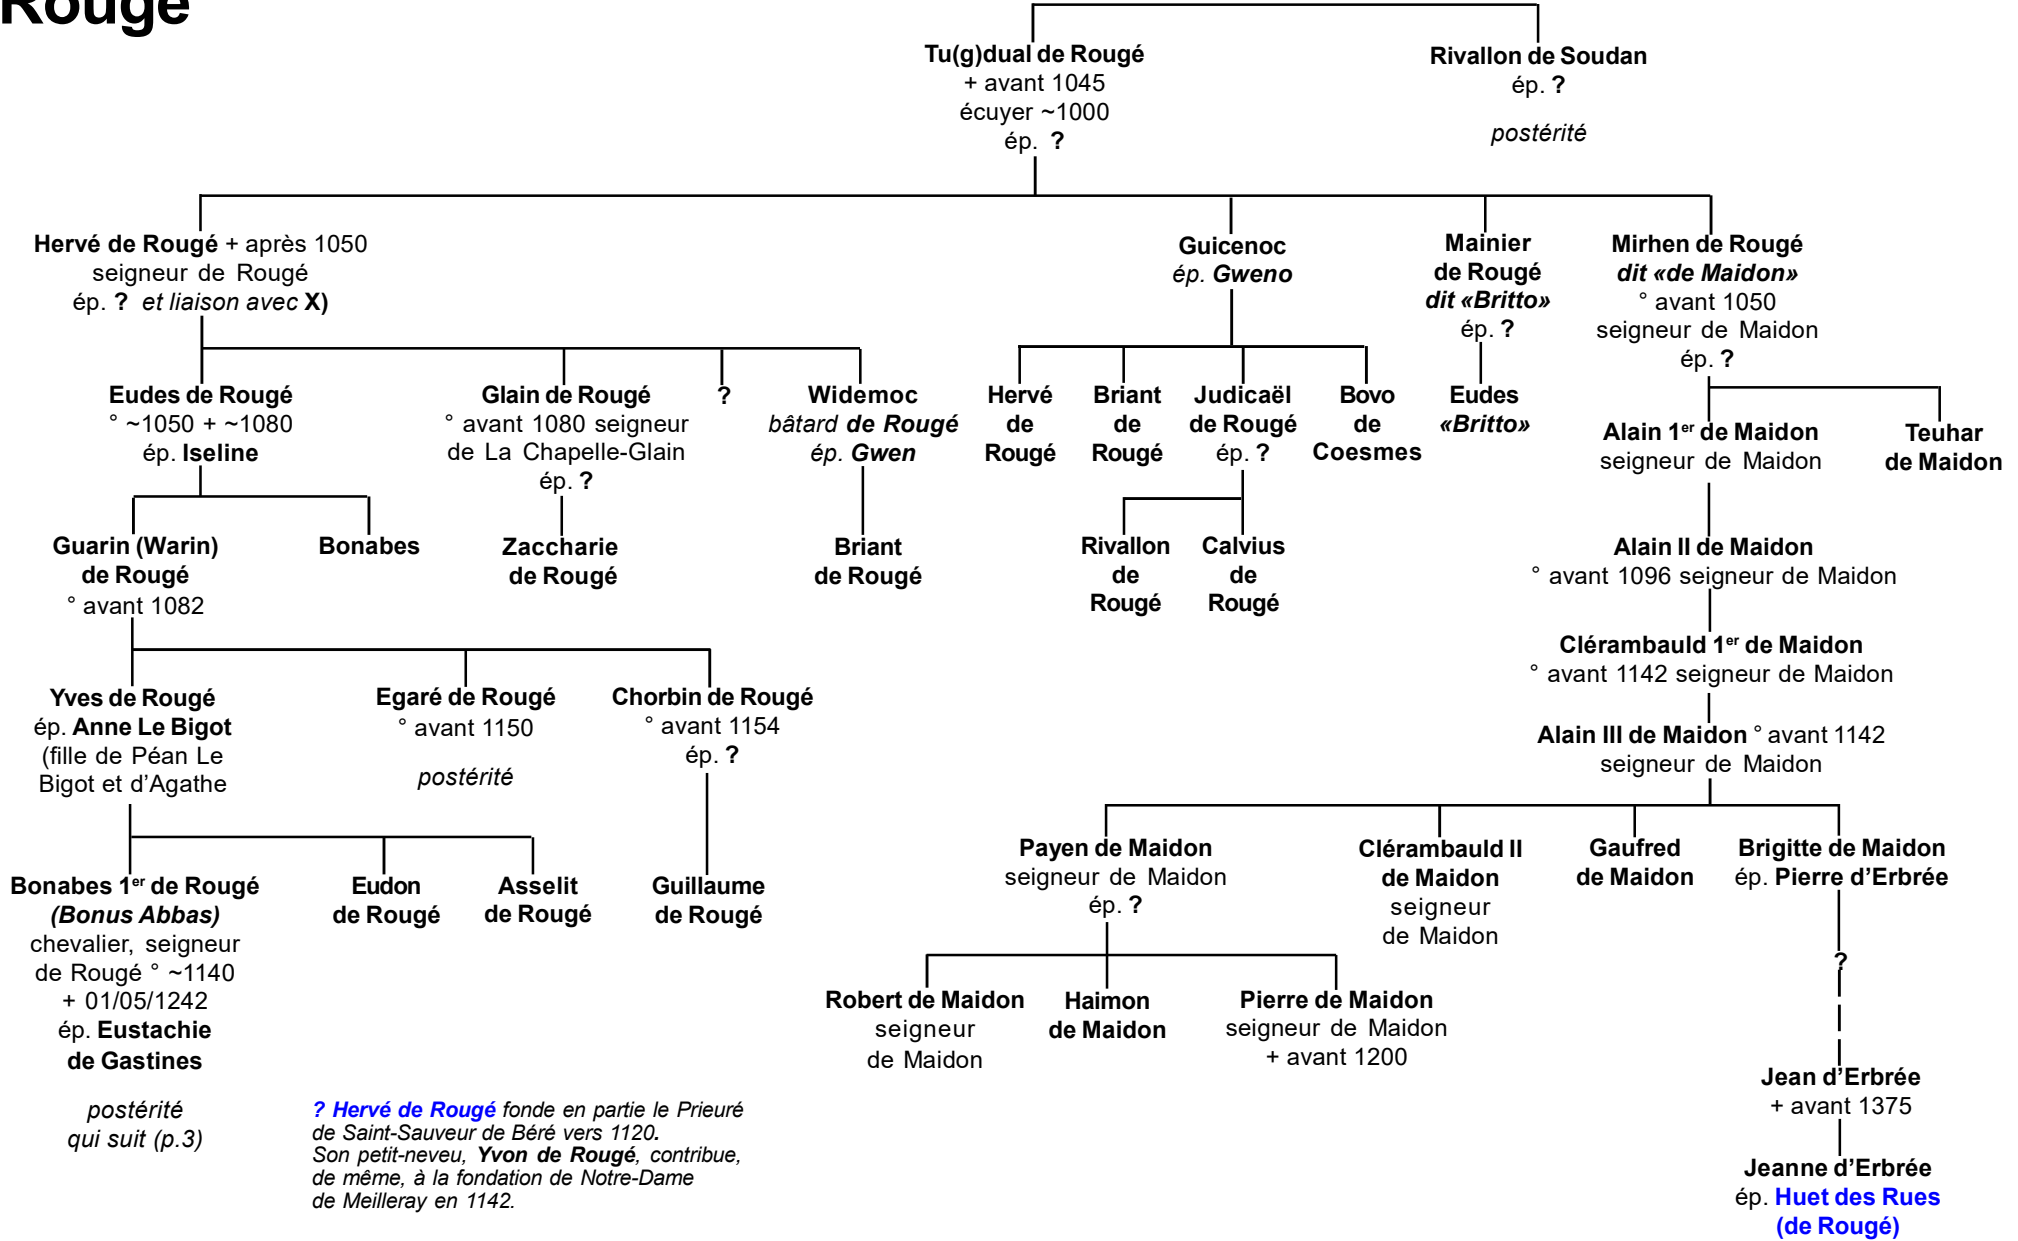 Rougé
Tu(g)dual de Rougé
+ avant 1045
écuyer ~1000
ép. ?
Rivallon de Soudan
ép. ?
postérité
Hervé de Rougé + après 1050
seigneur de Rougé
ép. ? et liaison avec X)
Guicenoc
ép. Gweno
Mainier
de Rougé
dit «Britto»
ép. ?
Mirhen de Rougé
dit «de Maidon»
° avant 1050
seigneur de Maidon
ép. ?
Eudes de Rougé
° ~1050 + ~1080
ép. Iseline
Glain de Rougé
° avant 1080 seigneur
de La Chapelle-Glain
ép. ?
?
Widemoc
bâtard de Rougé
ép. Gwen
Hervé
de
Rougé
Briant
de
Rougé
Judicaël
de Rougé
ép. ?
Bovo
de
Coesmes
Eudes
«Britto»
Alain 1er de Maidon
seigneur de Maidon
Teuhar
de Maidon
Guarin (Warin)
de Rougé
° avant 1082
Bonabes
Zaccharie
de Rougé
Briant
de Rougé
Rivallon
de
Rougé
Calvius
de
Rougé
Alain II de Maidon
° avant 1096 seigneur de Maidon
Clérambauld 1er de Maidon
° avant 1142 seigneur de Maidon
Yves de Rougé
ép. Anne Le Bigot
(fille de Péan Le
Bigot et d'Agathe
Egaré de Rougé
° avant 1150
postérité
Chorbin de Rougé
° avant 1154
ép. ?
Alain III de Maidon ° avant 1142
seigneur de Maidon
Bonabes 1er de Rougé
(Bonus Abbas)
chevalier, seigneur
de Rougé ° ~1140
+ 01/05/1242
ép. Eustachie
de Gastines
postérité
qui suit (p.3)
Eudon
de Rougé
Asselit
de Rougé
Guillaume
de Rougé
Payen de Maidon
seigneur de Maidon
ép. ?
Clérambauld II
de Maidon
seigneur
de Maidon
Gaufred
de Maidon
Brigitte de Maidon
ép. Pierre d'Erbrée
?
Robert de Maidon
seigneur
de Maidon
Haimon
de Maidon
Pierre de Maidon
seigneur de Maidon
+ avant 1200
Jean d'Erbrée
+ avant 1375
Jeanne d'Erbrée
ép. Huet des Rues
(de Rougé)
? Hervé de Rougé fonde en partie le Prieuré
de Saint-Sauveur de Béré vers 1120.
Son petit-neveu, Yvon de Rougé, contribue,
de même, à la fondation de Notre-Dame
de Meilleray en 1142.